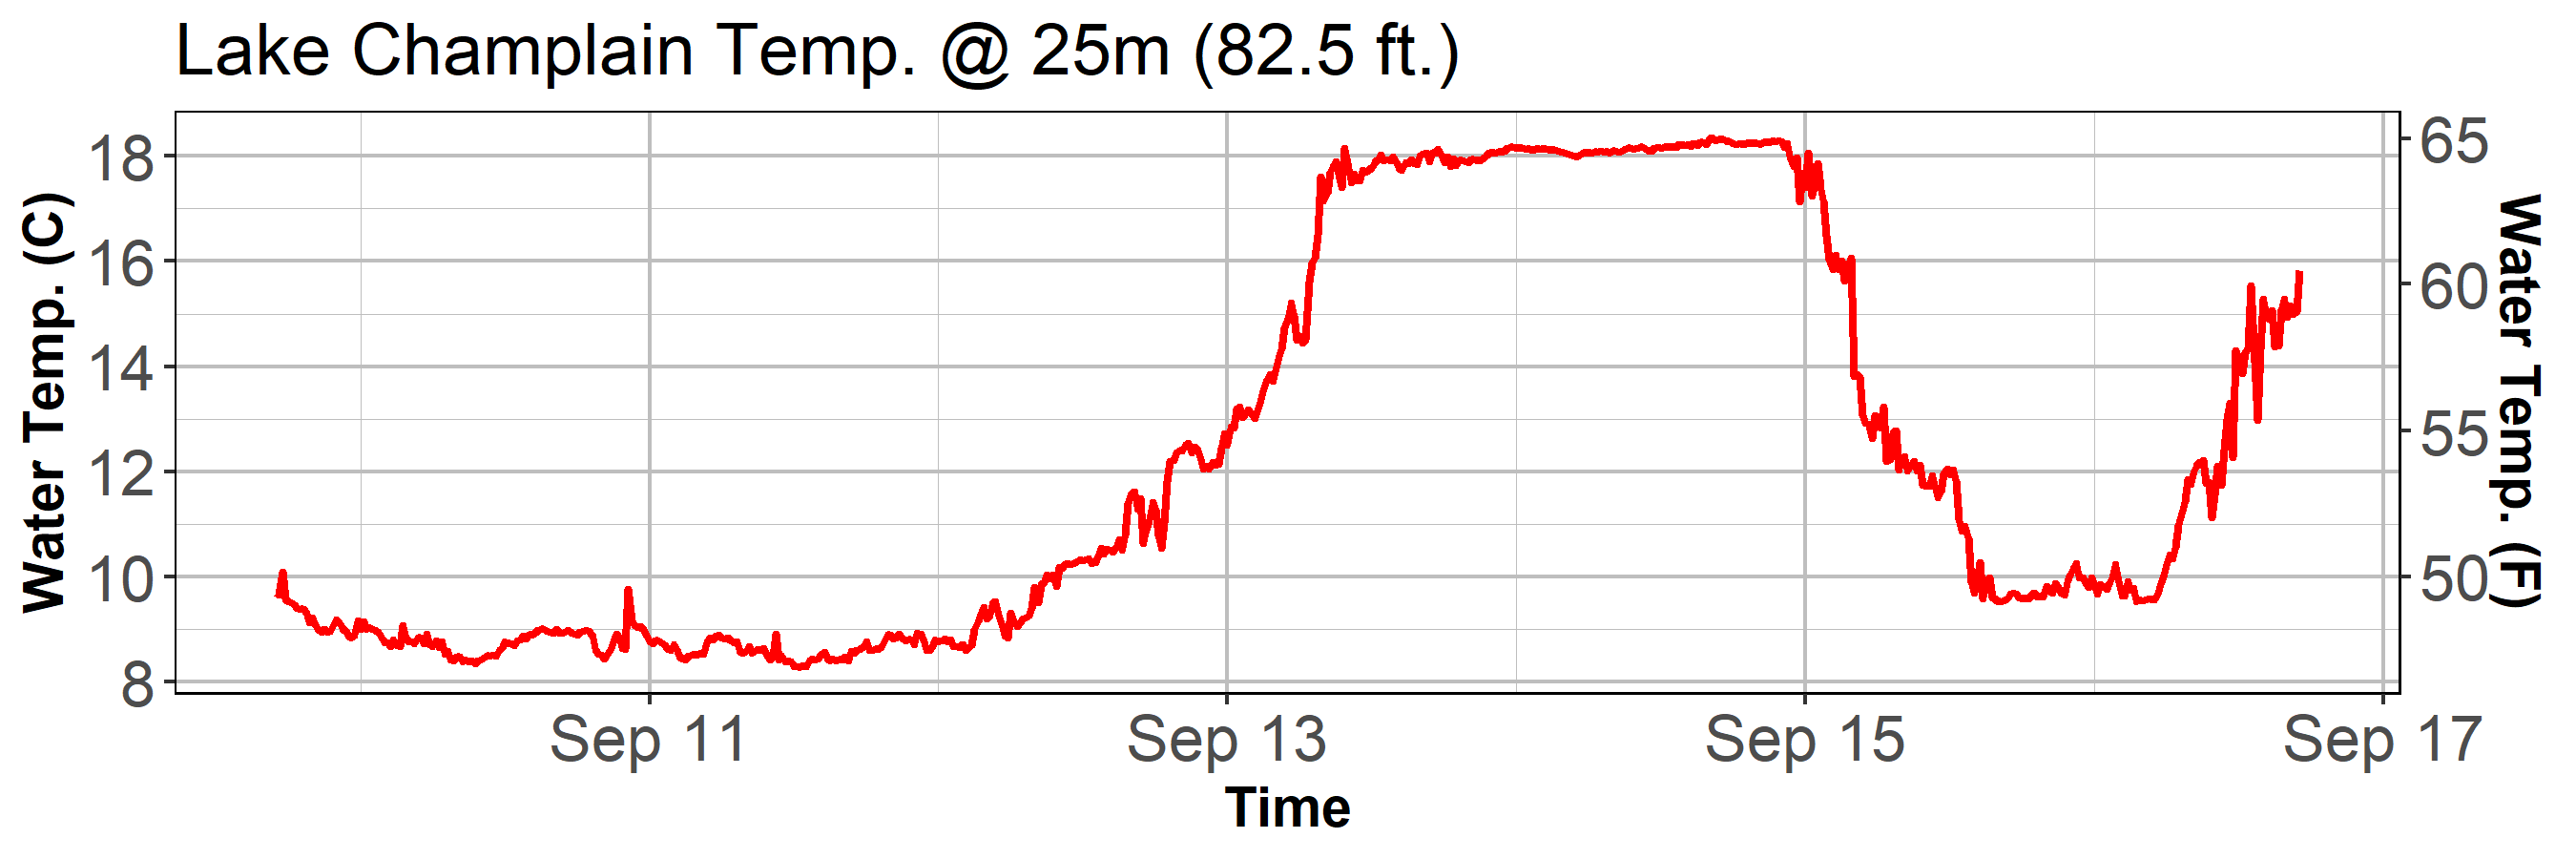 Lake Champlain Temp. @ 25m (82.5 ft.)
Water Temp. (C)
18
16
14
12
10
8
65
60
55
50
Water Temp. (F)
Sep 11 Sep 13 Sep 15 Sep 17
Time